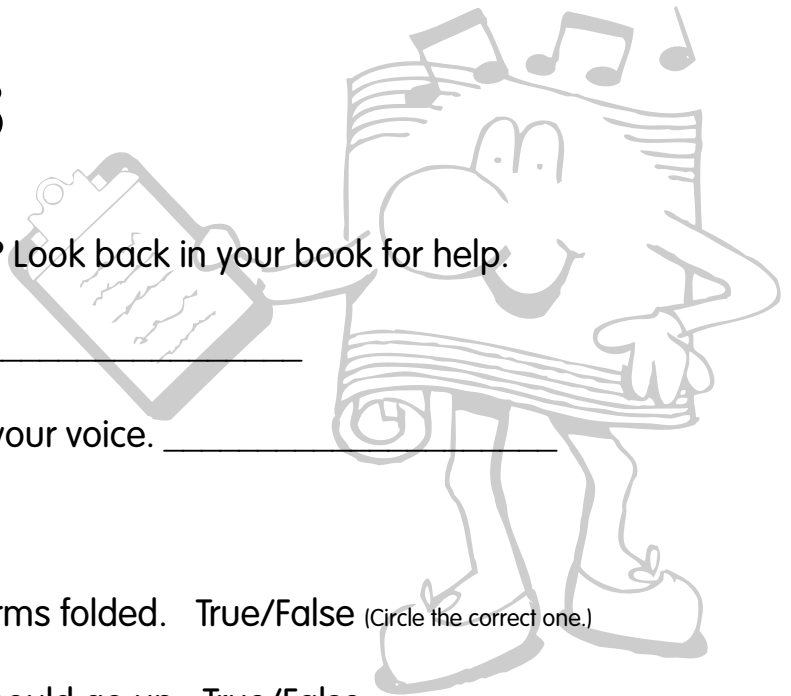 ? Look back in your book for help.
your voice. ______________________
rms folded. True/False (Circle the correct one.)
go up. True/False